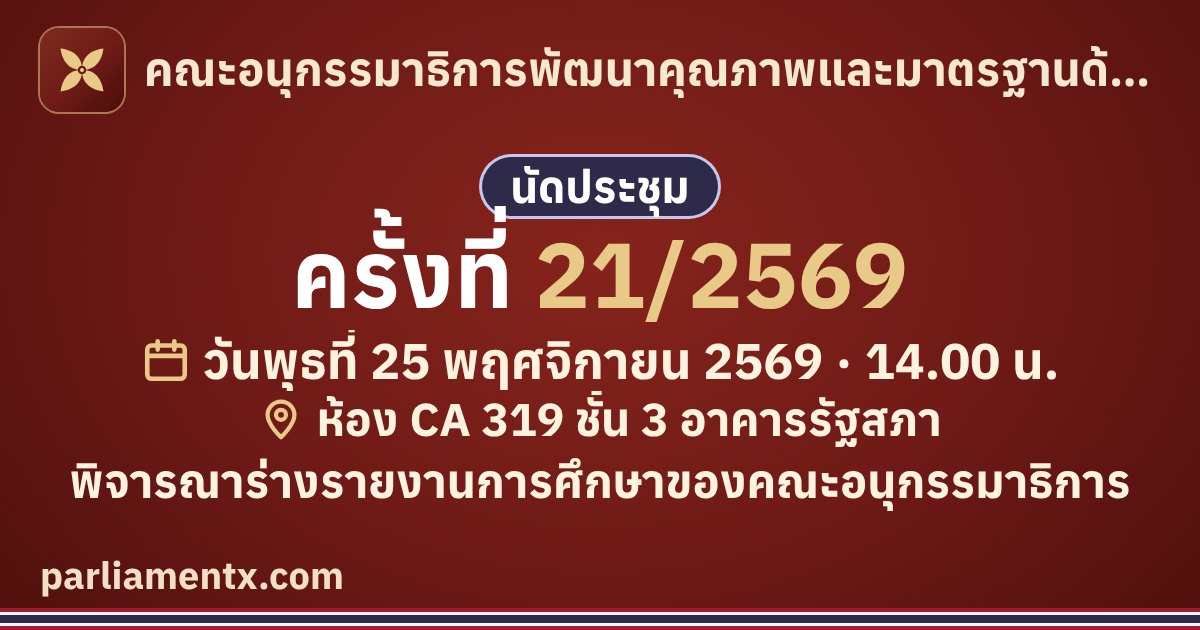 คณะอนุกรรมาธิการพัฒนาคุณภาพและมาตรฐานด้...
นัดประชุม
ครั้งที่ 21/2569
วันพุธที่ 25 พฤศจิกายน 2569 · 14.00 น.
ห้อง CA 319 ชั้น 3 อาคารรัฐสภา
พิจารณาร่างรายงานการศึกษาของคณะอนุกรรมาธิการ
parliamentx.com